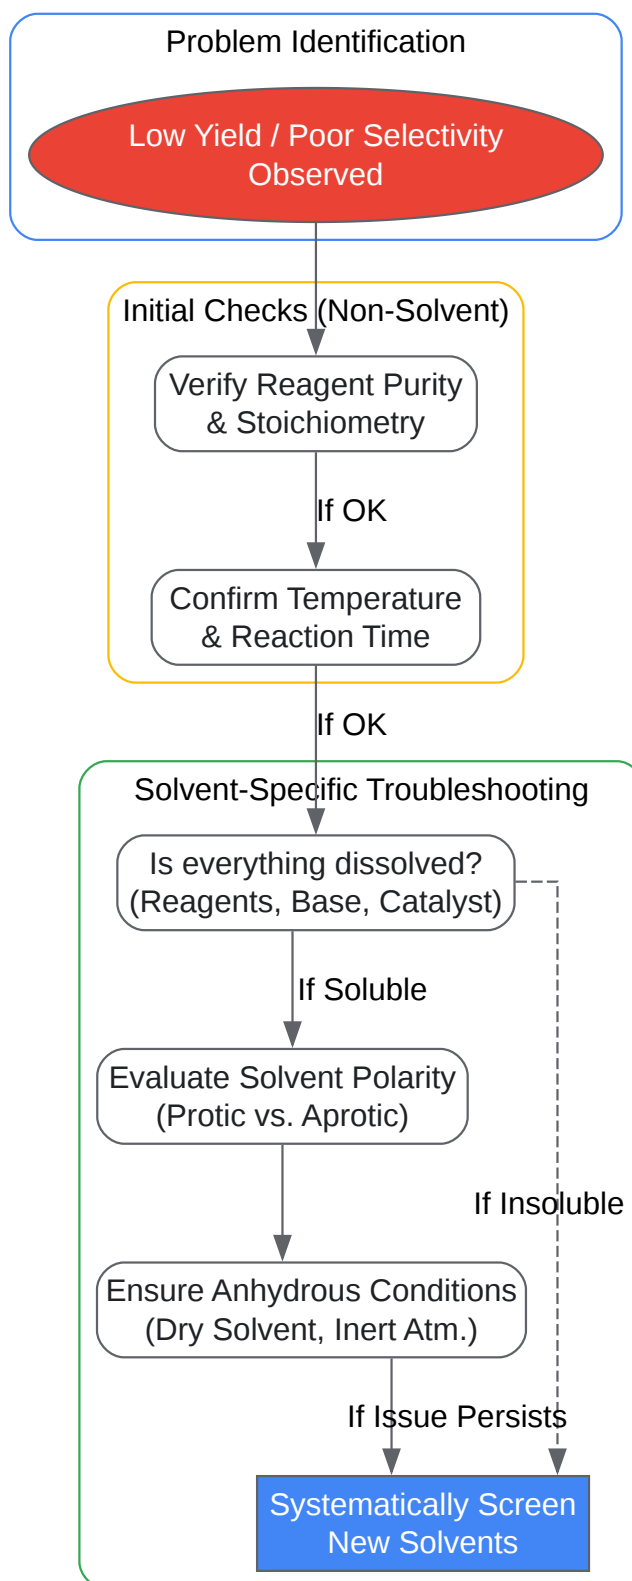 Problem Identification
Low Yield / Poor Selectivity
Observed
Initial Checks (Non-Solvent)
Verify Reagent Purity
& Stoichiometry
If OK
Confirm Temperature
& Reaction Time
If OK
Solvent-Specific Troubleshooting
Is everything dissolved?
(Reagents, Base, Catalyst)
If Soluble
Evaluate Solvent Polarity
(Protic vs. Aprotic)
If Insoluble
Ensure Anhydrous Conditions
(Dry Solvent, Inert Atm.)
If Issue Persists
Systematically Screen
New Solvents